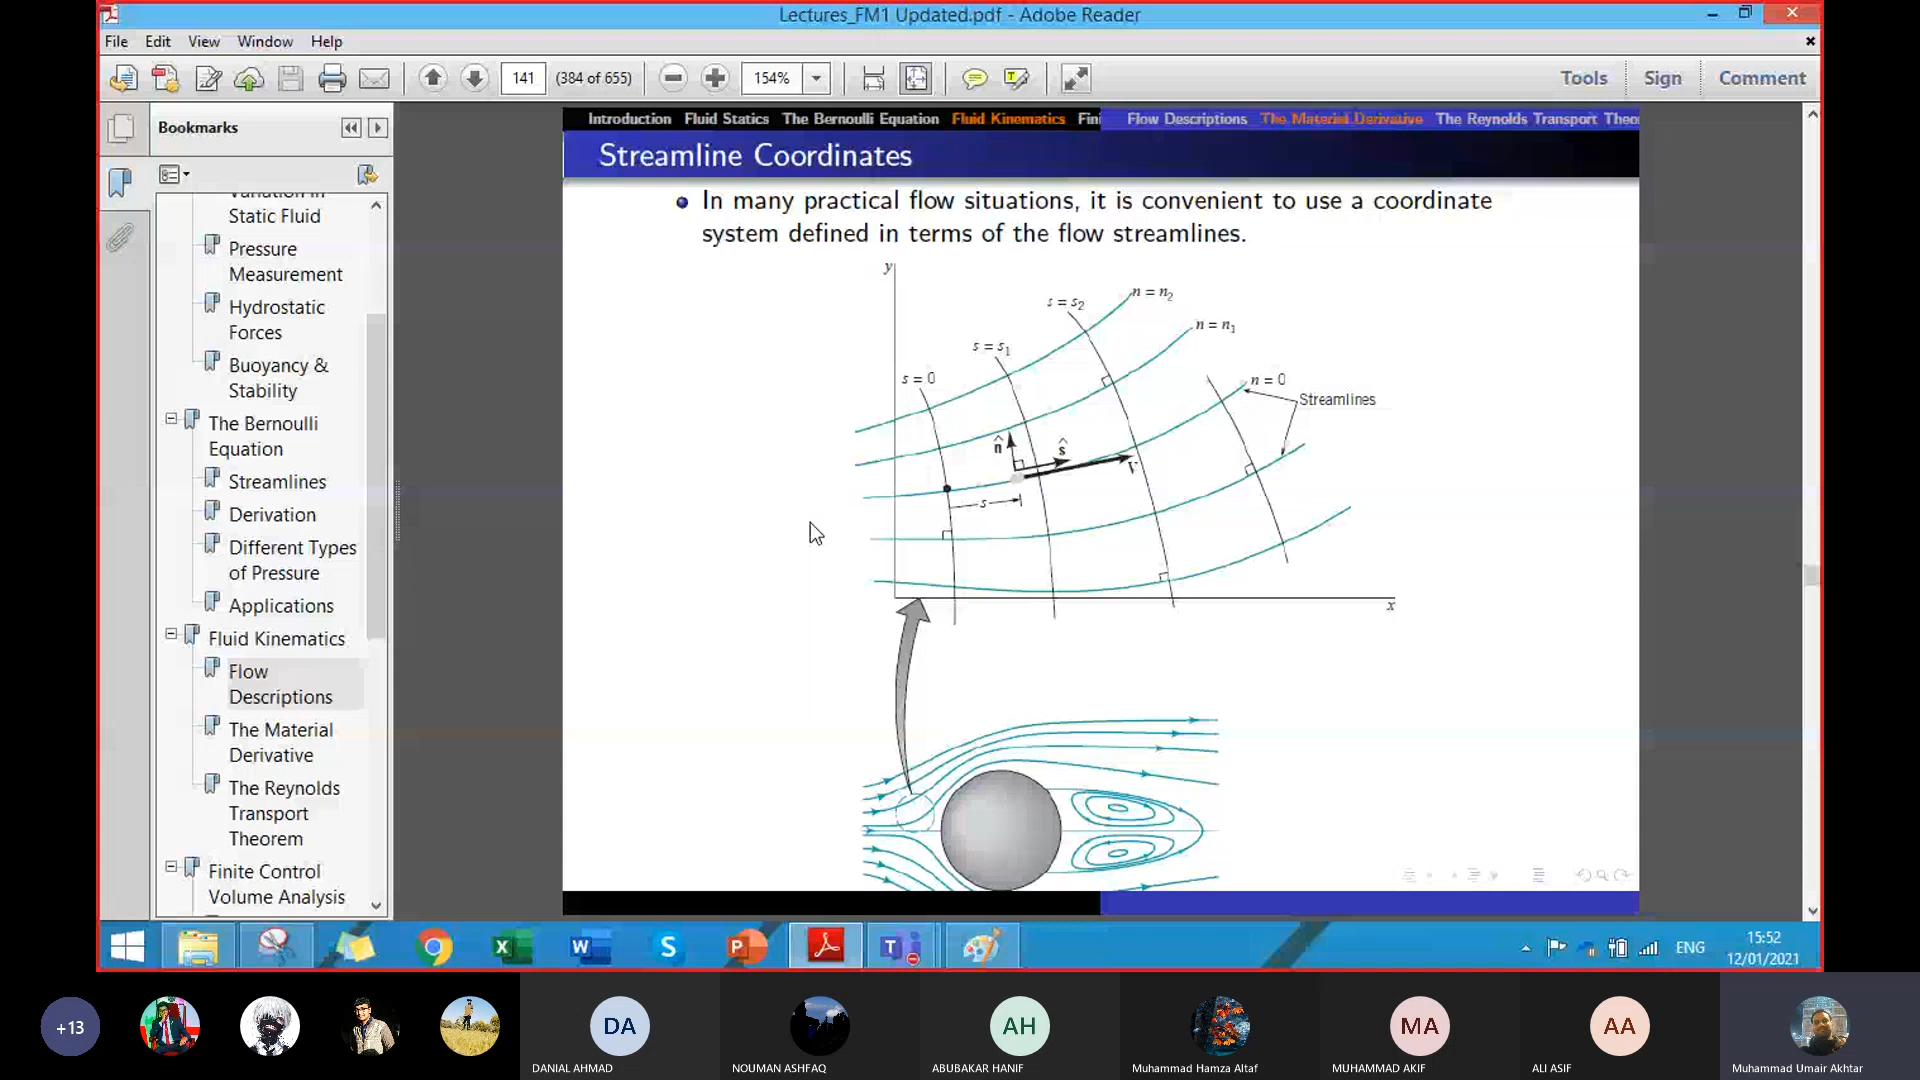 Lectures_FM1 Updated.pdf - Adobe Reader
File Edit View Window Help
141 (384 of 655) 154% Tools Sign Comment
Bookmarks
Variation in
Static Fluid
Pressure
Measurement
Hydrostatic
Forces
Buoyancy &
Stability
The Bernoulli
Equation
Streamlines
Derivation
Different Types
of Pressure
Applications
Fluid Kinematics
Flow
Descriptions
The Material
Derivative
The Reynolds
Transport
Theorem
Finite Control
Volume Analysis
Introduction Fluid Statics The Bernoulli Equation Fluid Kinematics Fini
Flow Descriptions The Material Derivative The Reynolds Transport Theor
Streamline Coordinates
In many practical flow situations, it is convenient to use a coordinate
system defined in terms of the flow streamlines.
y
n = n2
s = s2
n = n1
s = s1
s = 0
n = 0
Streamlines
n̂
ŝ
V
s
x
ENG
15:52
12/01/2021
+13
DA
AH
MA
AA
DANIAL AHMAD
NOUMAN ASHFAQ
ABUBAKAR HANIF
Muhammad Hamza Altaf
MUHAMMAD AKIF
ALI ASIF
Muhammad Umair Akhtar